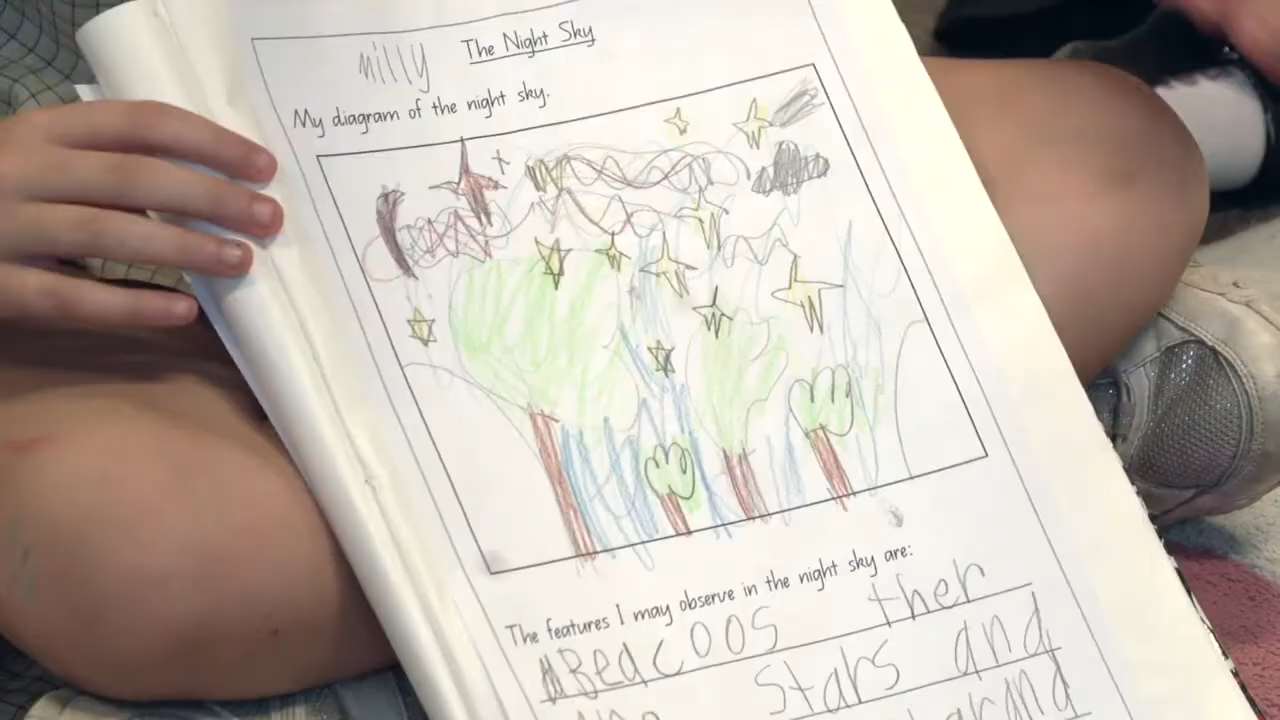 Milly The Night Sky
My diagram of the night sky.
The features I may observe in the night sky are:
Beacoos ther
stars and